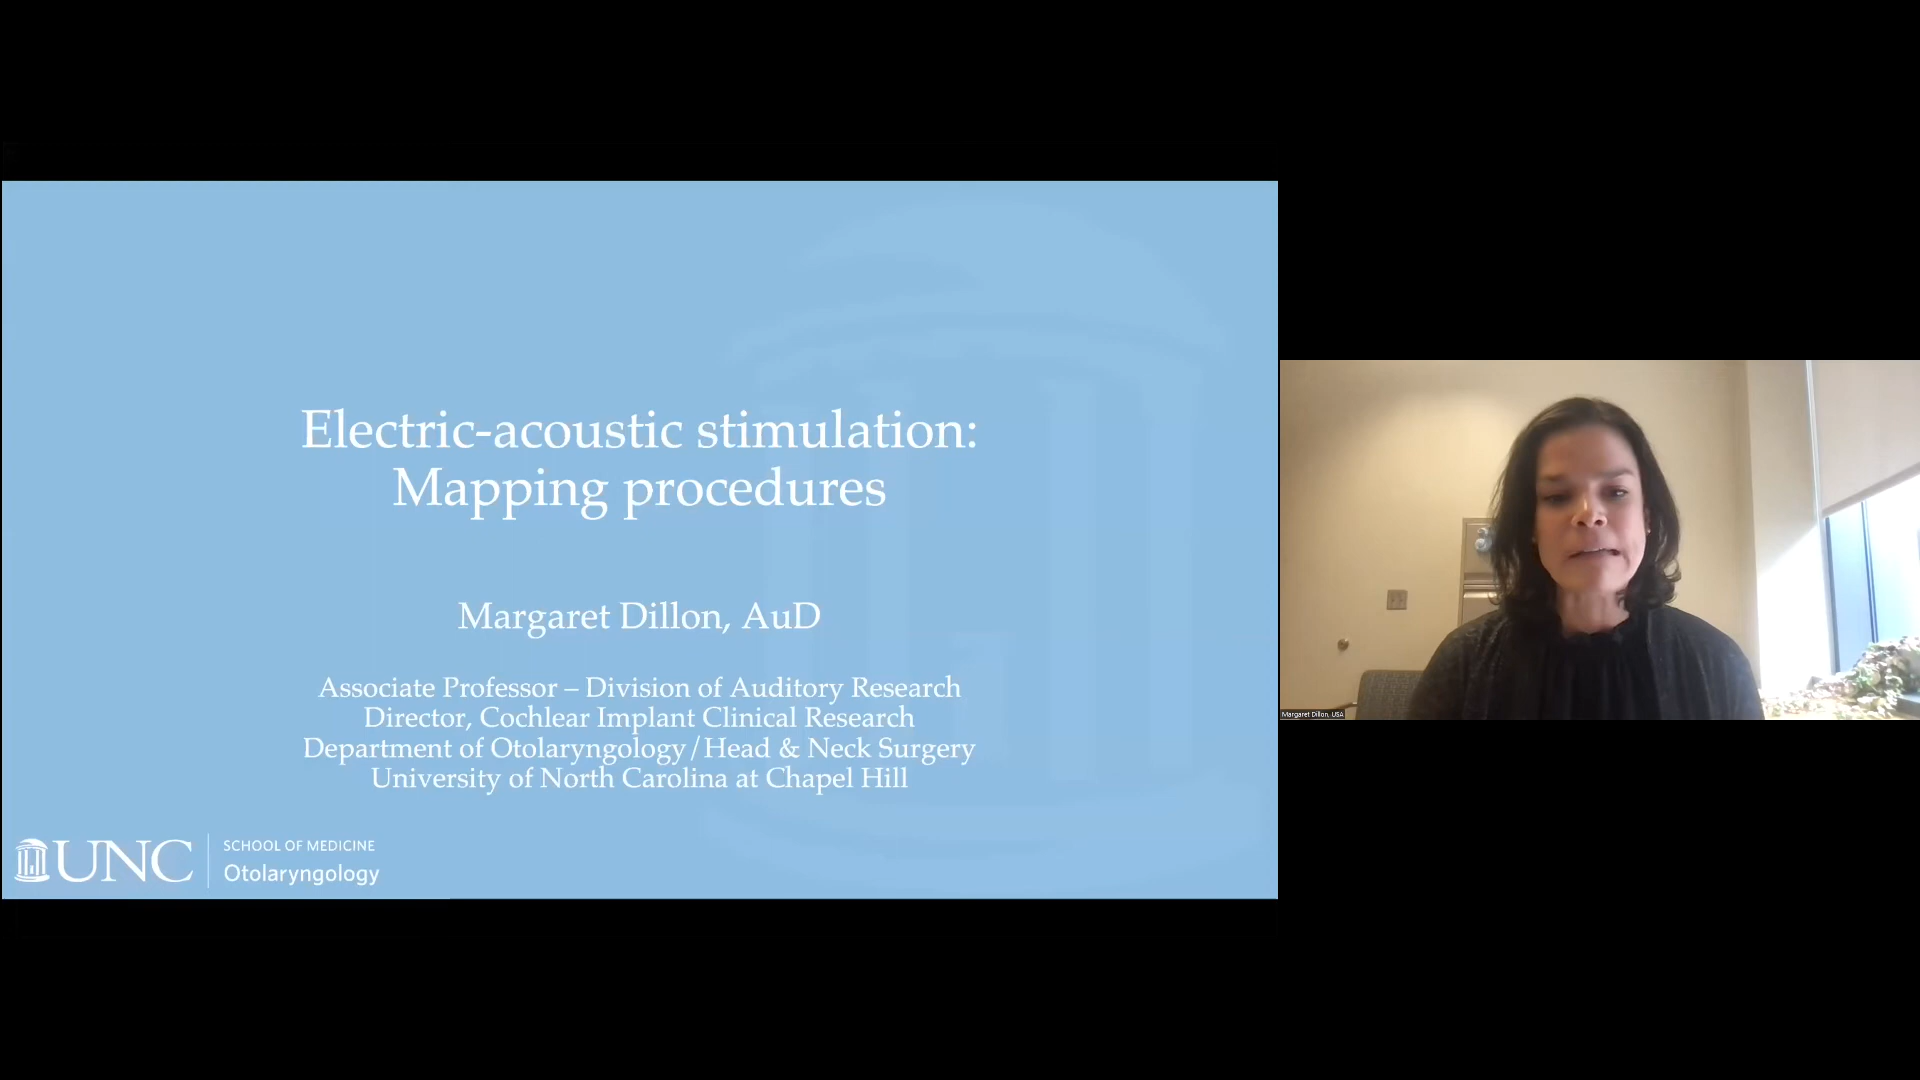 Electric-acoustic stimulation:
Mapping procedures
Margaret Dillon, AuD
Associate Professor – Division of Auditory Research
Director, Cochlear Implant Clinical Research
Department of Otolaryngology/Head & Neck Surgery
University of North Carolina at Chapel Hill
UNC
SCHOOL OF MEDICINE
Otolaryngology
Margaret Dillon, USA